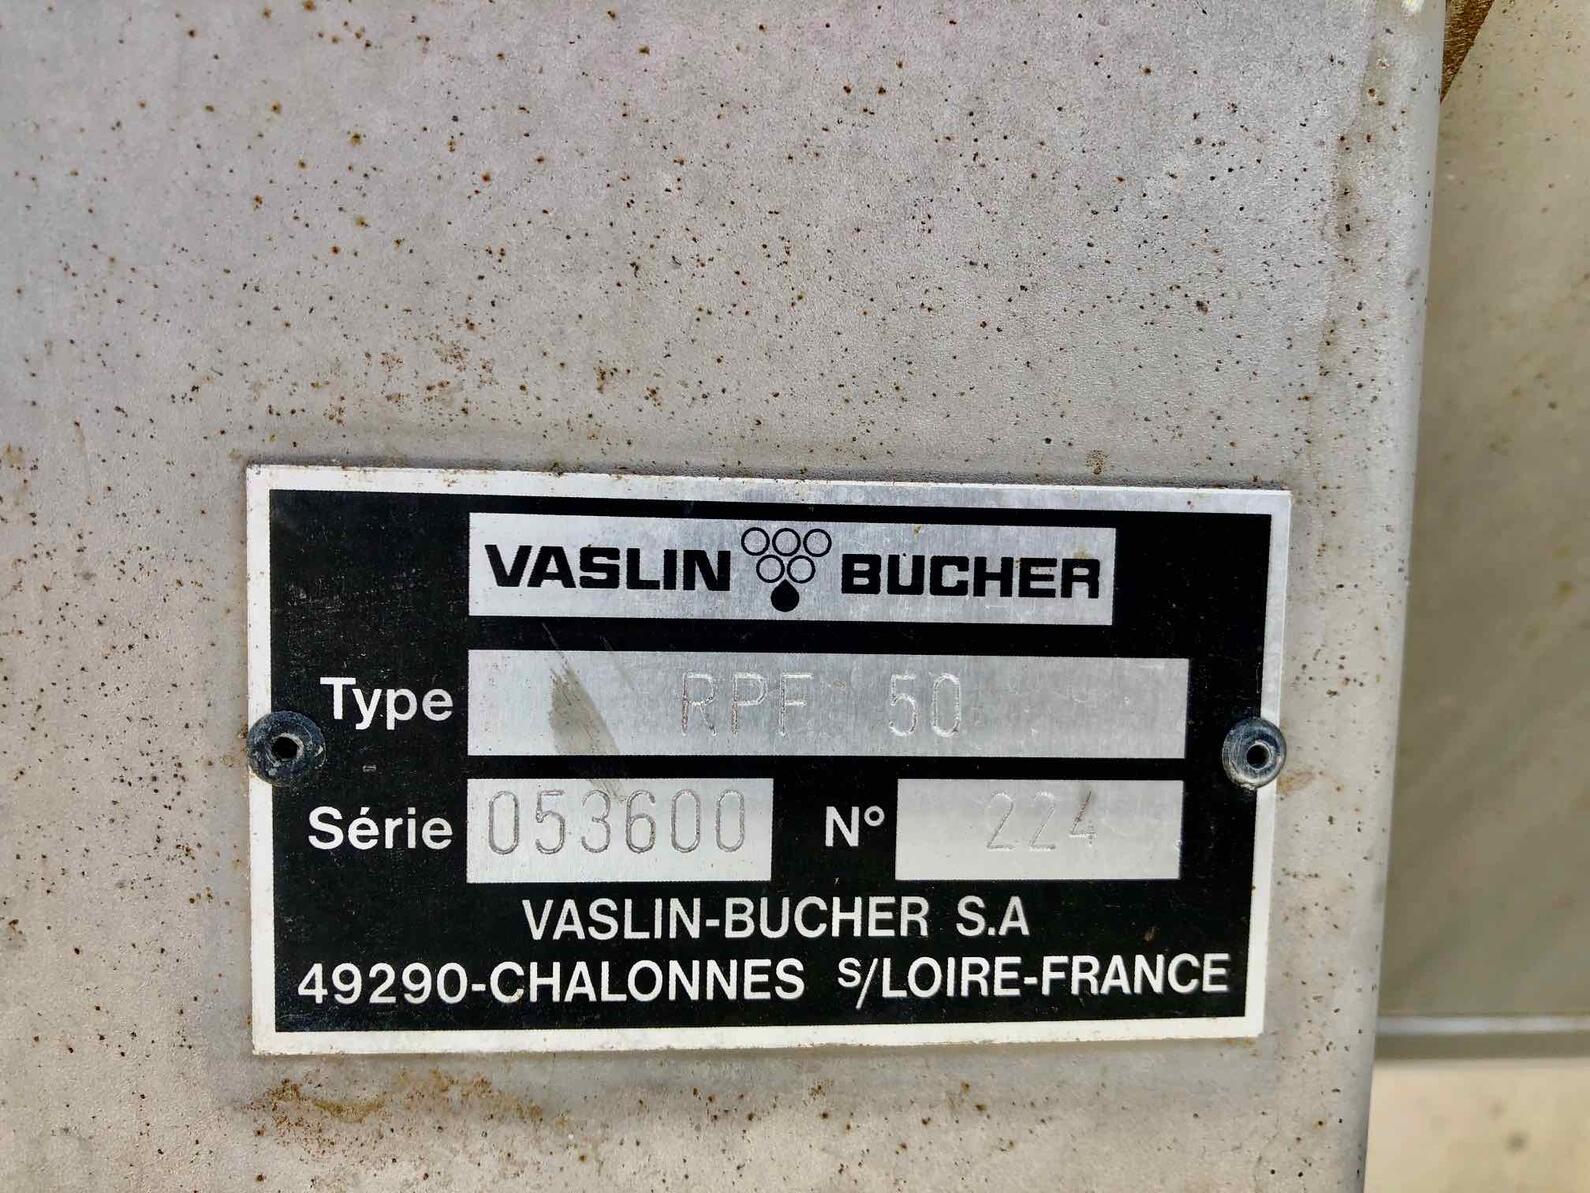 VASLIN BUCHER
Type RPF 50
Série 053600 N° 224
VASLIN-BUCHER S.A
49290-CHALONNES S/LOIRE-FRANCE